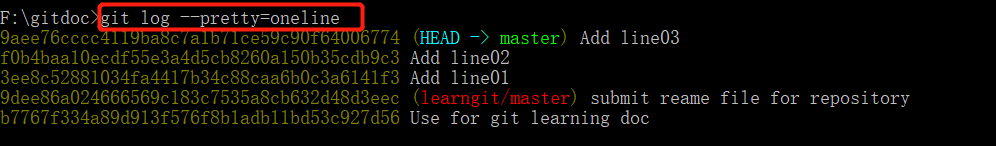 F:\gitdoc>git log --pretty=oneline
9aee76cccc4119ba8c7a1b71ce59c90f64006774 (HEAD -> master) Add line03
f0b4baa10ecdf55e3a4d5cb8260a150b35cdb9c3 Add line02
3ee8c52881034fa4417b34c88caa6b0c3a6141f3 Add line01
9dee86a024666569c183c7535a8cb632d48d3eec (learngit/master) submit reame file for repository
b7767f334a89d913f576f8b1adb11bd53c927d56 Use for git learning doc